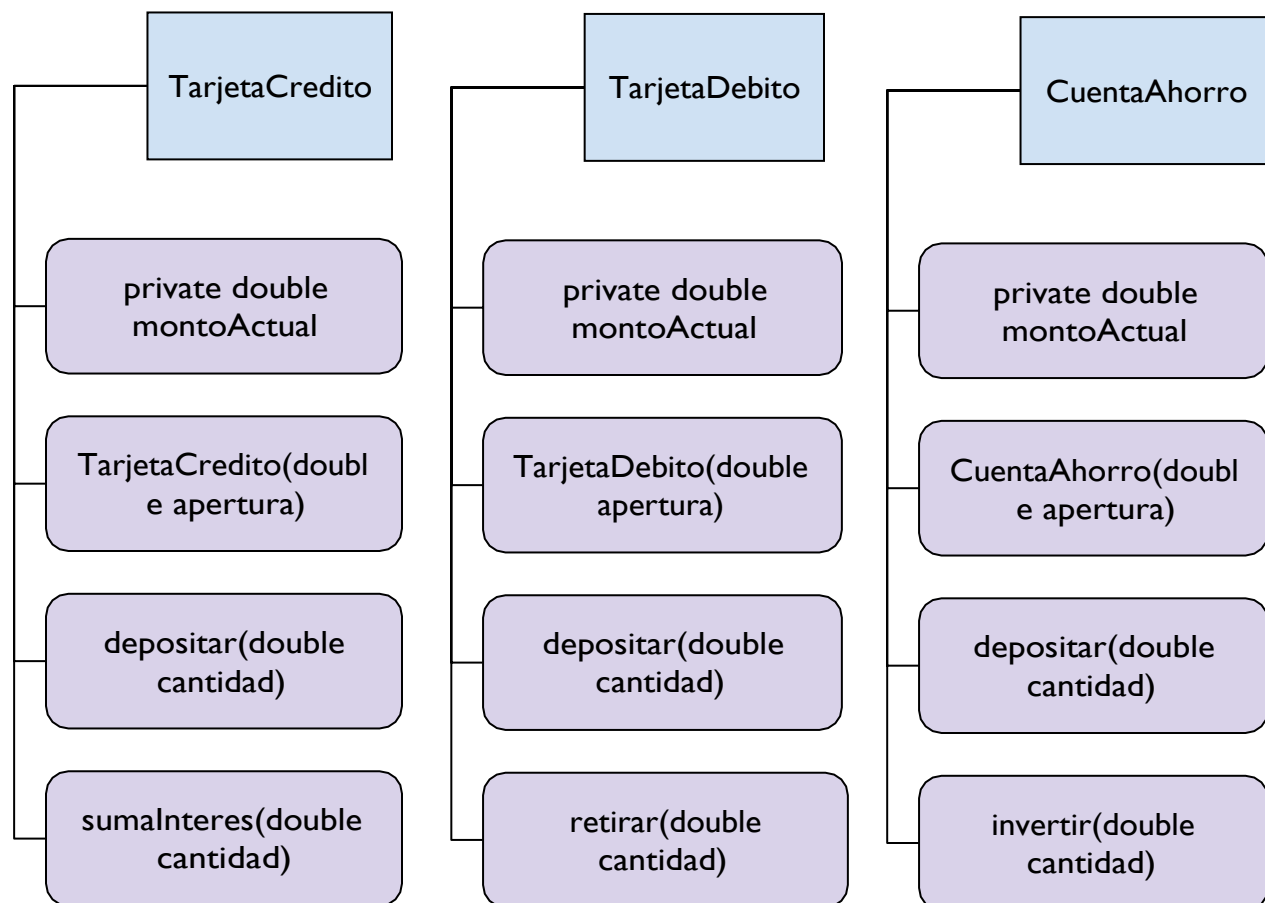 TarjetaCredito
private double
montoActual
TarjetaCredito(doubl
e apertura)
depositar(double
cantidad)
sumaInteres(double
cantidad)
TarjetaDebito
private double
montoActual
TarjetaDebito(double
apertura)
depositar(double
cantidad)
retirar(double
cantidad)
CuentaAhorro
private double
montoActual
CuentaAhorro(doubl
e apertura)
depositar(double
cantidad)
invertir(double
cantidad)